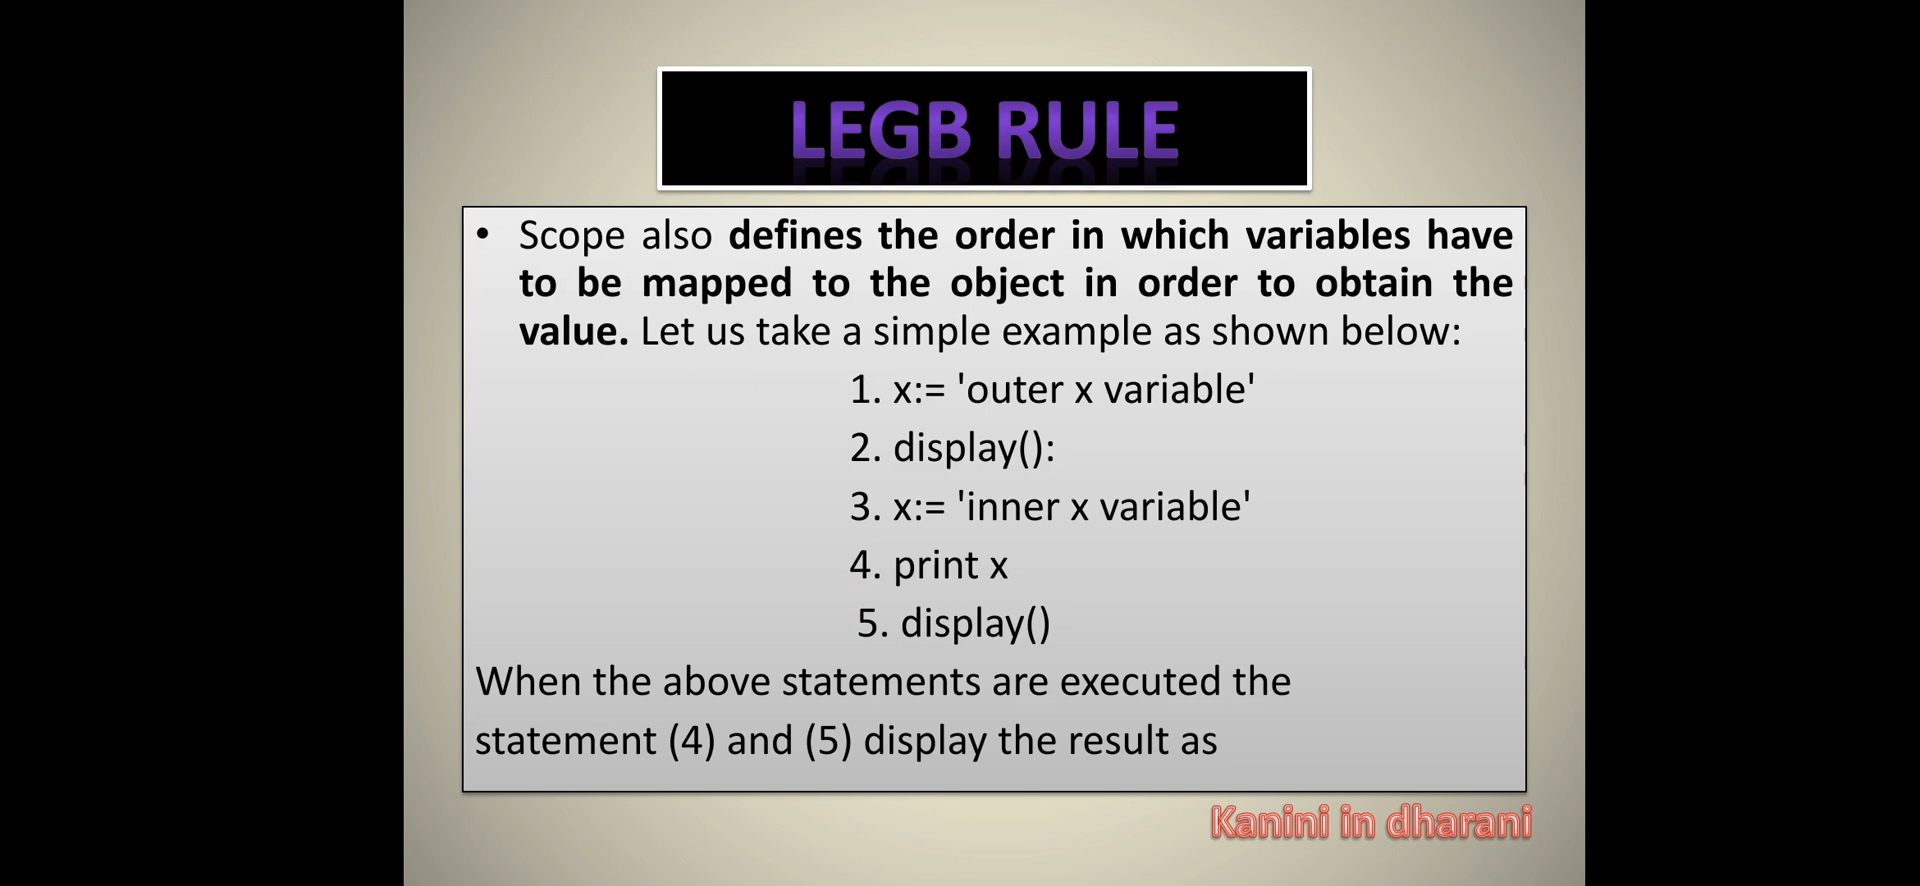 LEGB RULE
• Scope also defines the order in which variables have
to be mapped to the object in order to obtain the
value. Let us take a simple example as shown below:
1. x:= 'outer x variable'
2. display():
3. x:= 'inner x variable'
4. print x
5. display()
When the above statements are executed the
statement (4) and (5) display the result as
Kanini in dharani